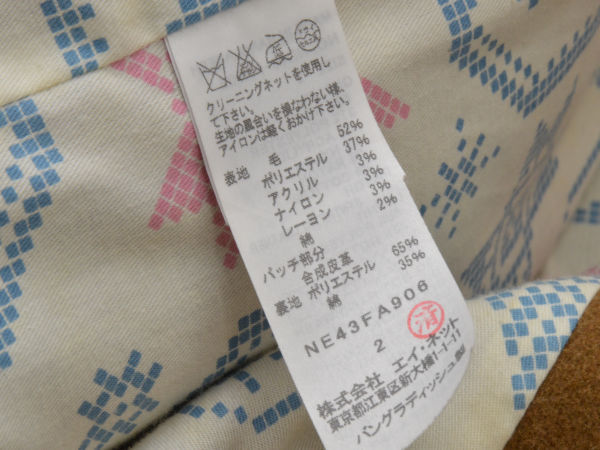 クリーニングネットを使用し
て下さい。
生地の風合いを損なわない様、
アイロンは軽くおかけ下さい。
表地 毛 52%
ポリエステル 37%
アクリル 3%
ナイロン 3%
レーヨン 3%
綿 2%
パッチ部分
合成皮革
裏地 ポリエステル 65%
綿 35%
NE43FA906
2
済
株式会社 エイ・ネット
東京都江東区新大橋1-1-11
バングラディッシュ製